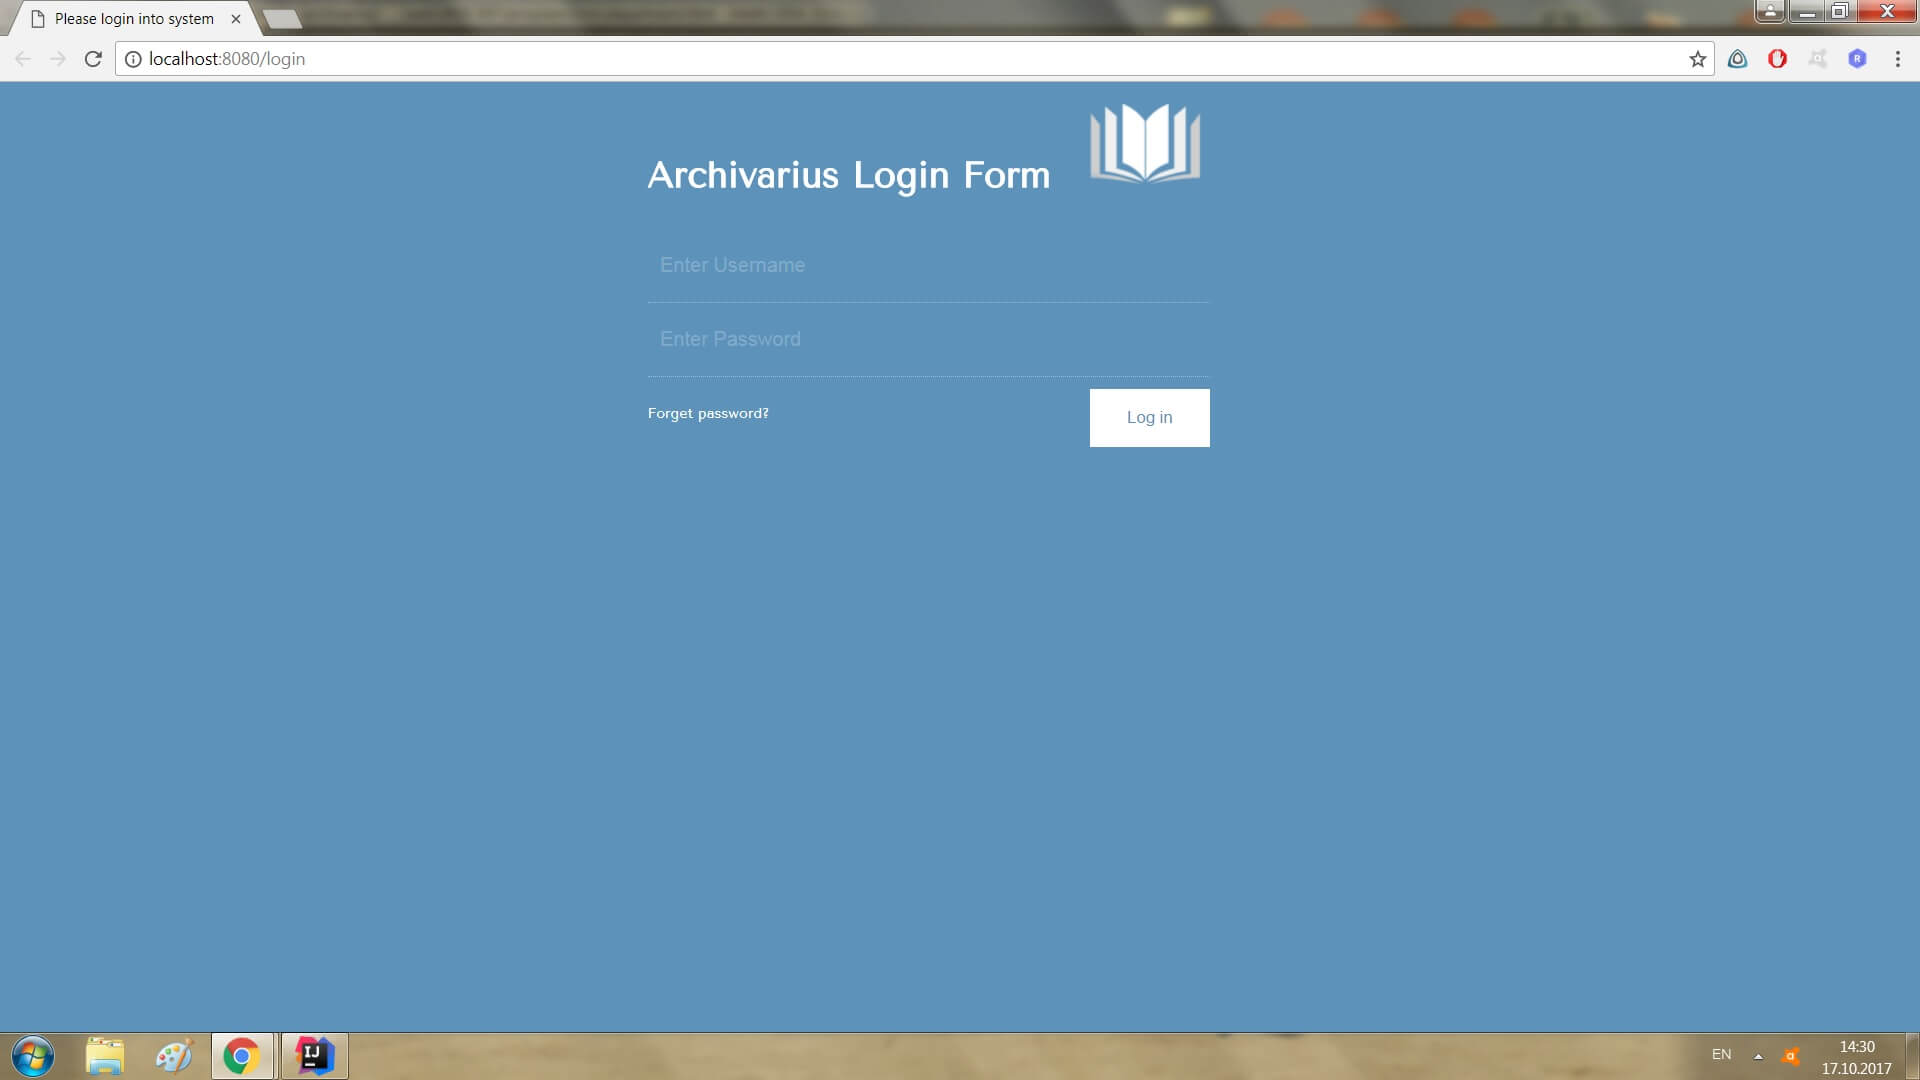 Please login into system
localhost:8080/login
Archivarius Login Form
Enter Username
Enter Password
Forget password?
Log in
EN
14:30
17.10.2017